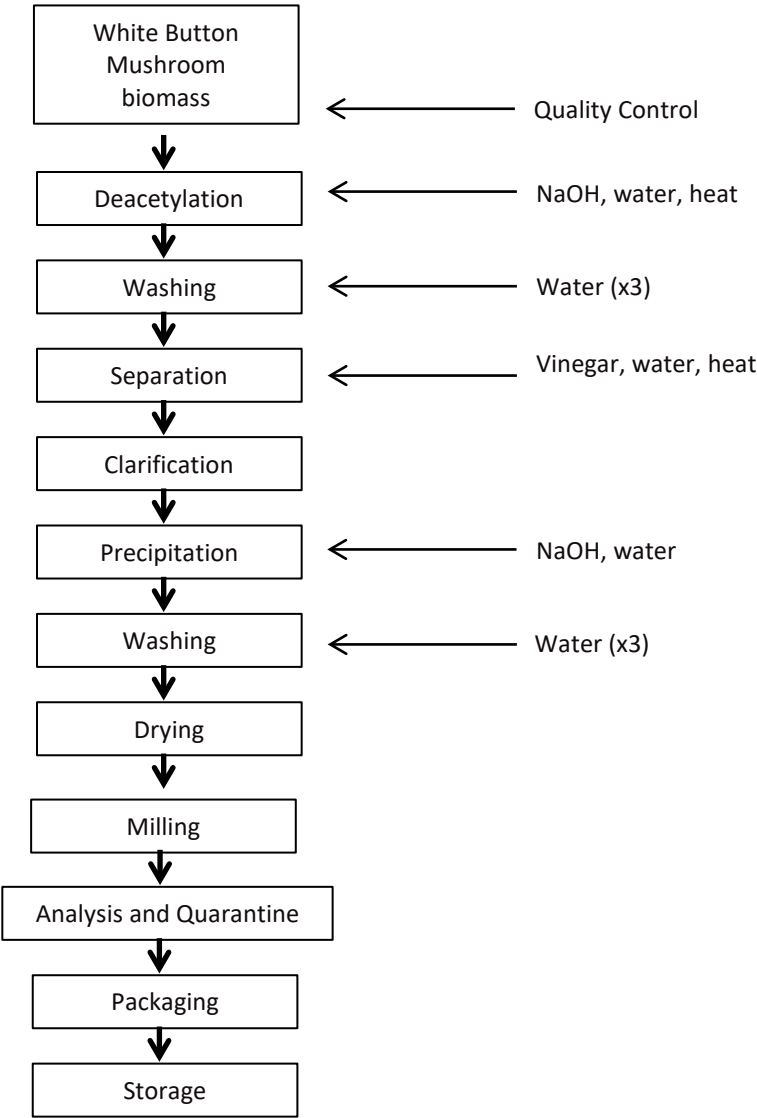 White Button
Mushroom
biomass
Quality Control
Deacetylation
NaOH, water, heat
Washing
Water (x3)
Separation
Vinegar, water, heat
Clarification
Precipitation
NaOH, water
Washing
Water (x3)
Drying
Milling
Analysis and Quarantine
Packaging
Storage